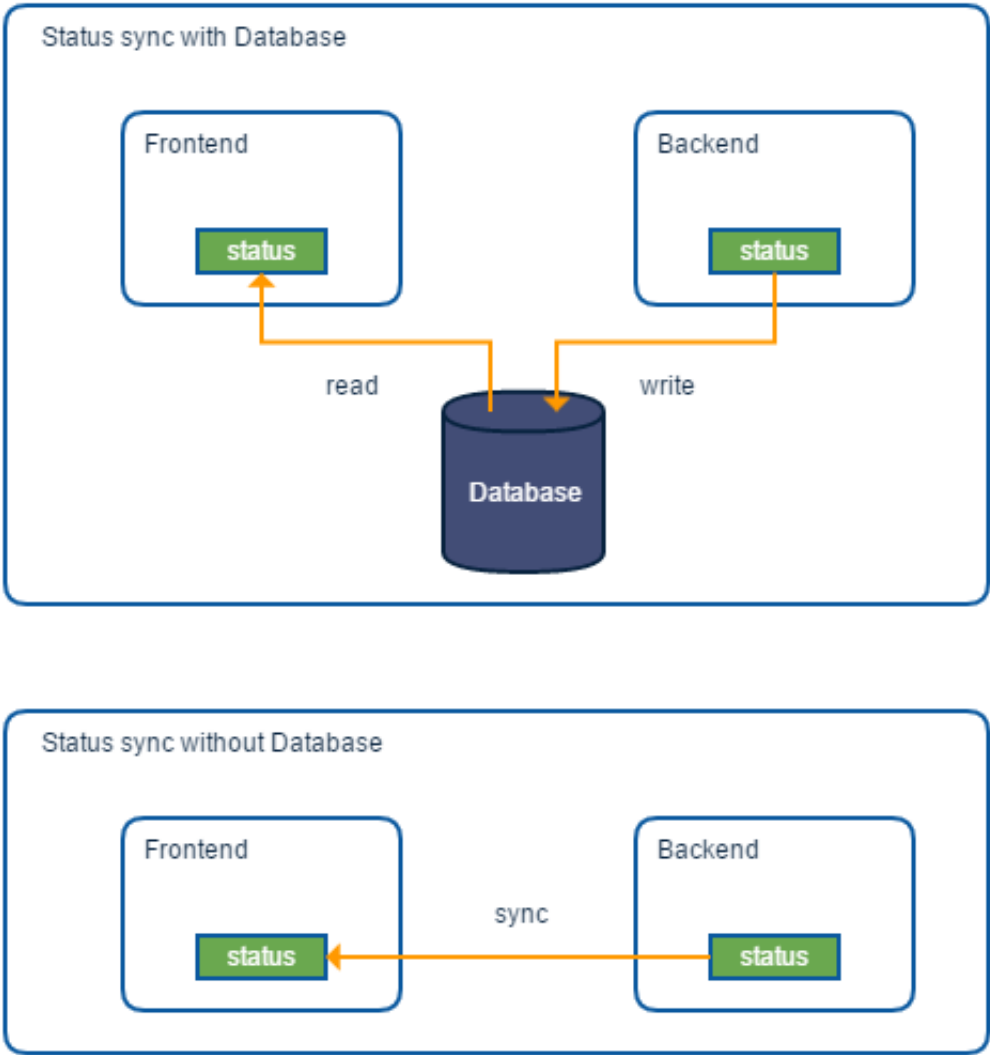 Status sync with Database
Frontend
Backend
status
status
read
write
Database
Status sync without Database
Frontend
Backend
sync
status
status